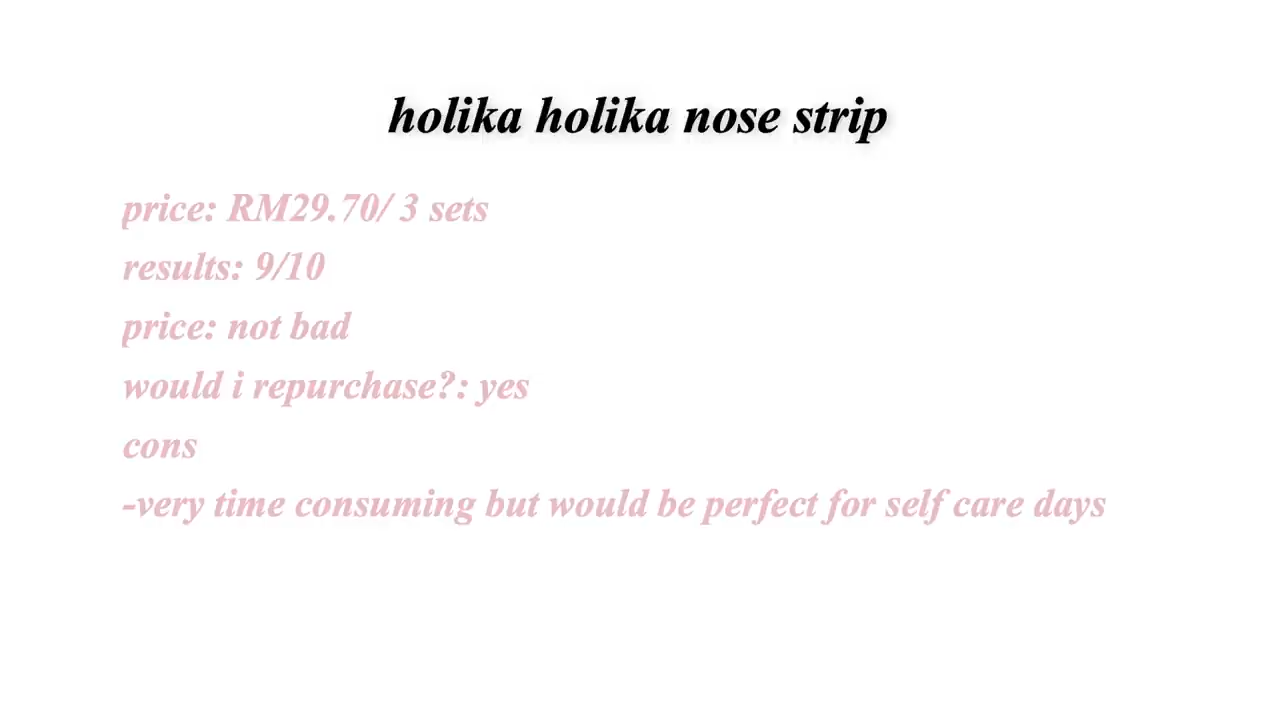 holika holika nose strip
price: RM29.70/ 3 sets
results: 9/10
price: not bad
would i repurchase?: yes
cons
-very time consuming but would be perfect for self care days